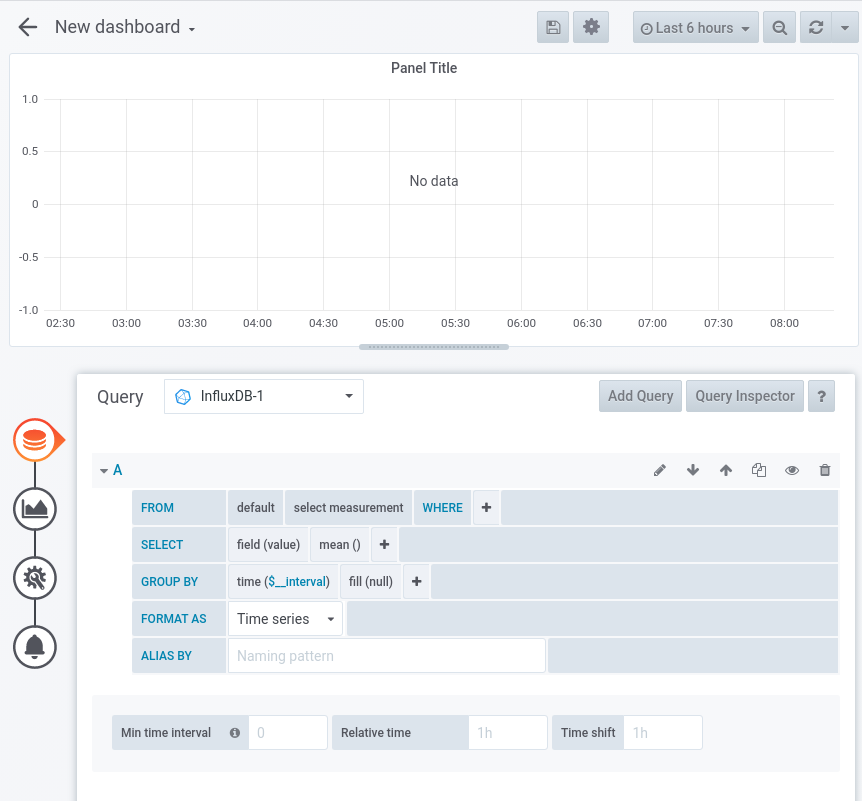 New dashboard
Last 6 hours
Panel Title
1.0
0.5
No data
0
-0.5
-1.0
02:30 03:00 03:30 04:00 04:30 05:00 05:30 06:00 06:30 07:00 07:30 08:00
Query InfluxDB-1 Add Query Query Inspector ?
A
FROM default select measurement WHERE +
SELECT field (value) mean () +
GROUP BY time ($__interval) fill (null) +
FORMAT AS Time series
ALIAS BY Naming pattern
Min time interval 0 Relative time 1h Time shift 1h